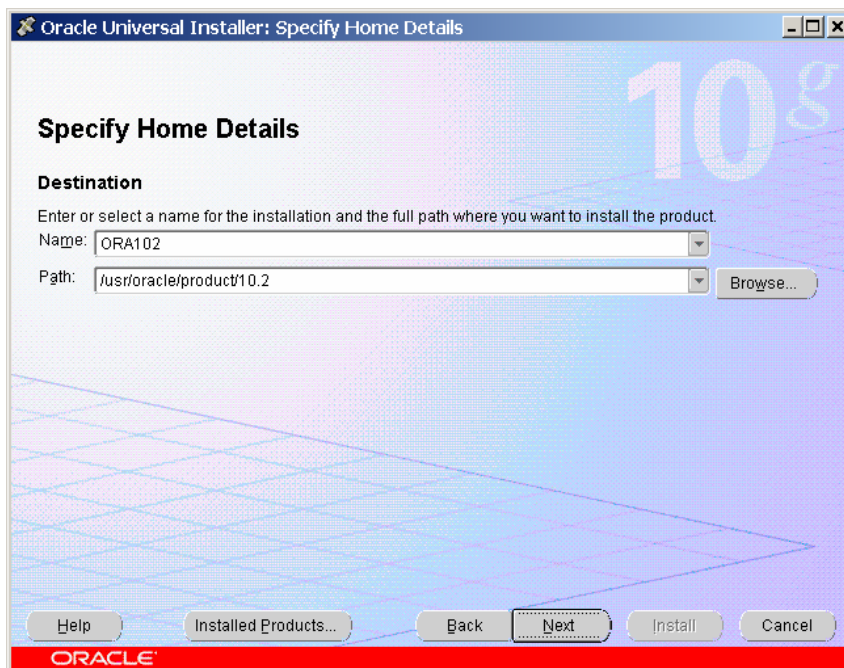 Oracle Universal Installer: Specify Home Details
10g
Specify Home Details
Destination
Enter or select a name for the installation and the full path where you want to install the product.
Name: ORA102
Path: /usr/oracle/product/10.2 Browse...
Help Installed Products... Back Next Install Cancel
ORACLE